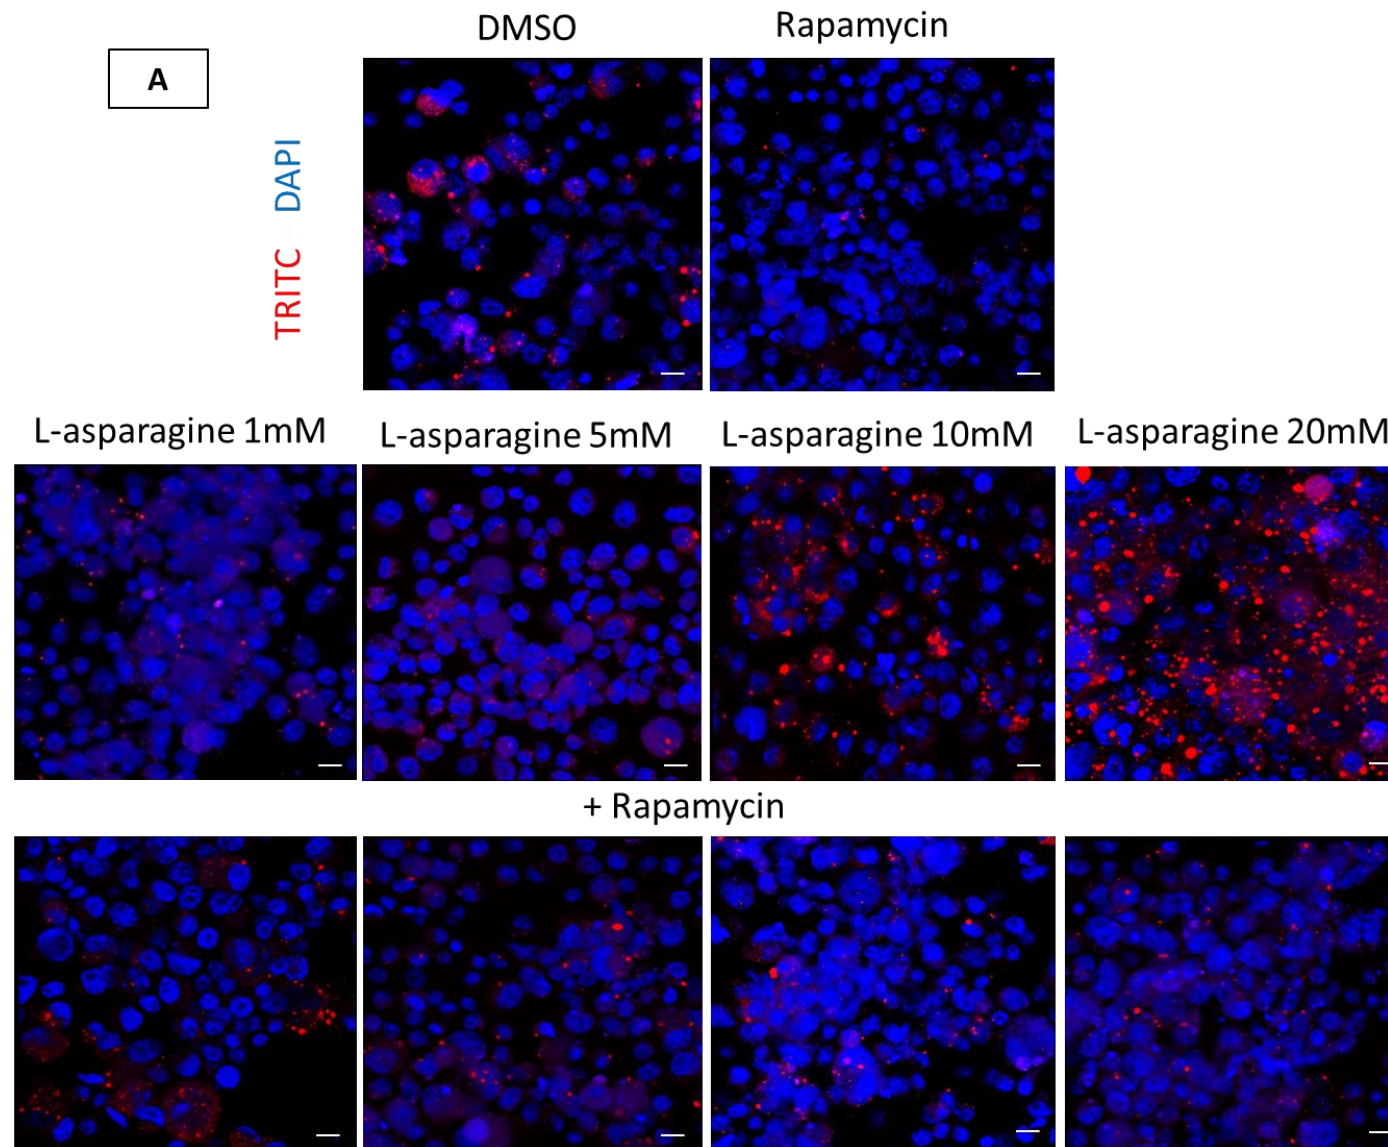 DMSO
Rapamycin
A
TRITC + DAPI
L-asparagine 1mM
L-asparagine 5mM
L-asparagine 10mM
L-asparagine 20mM
+ Rapamycin